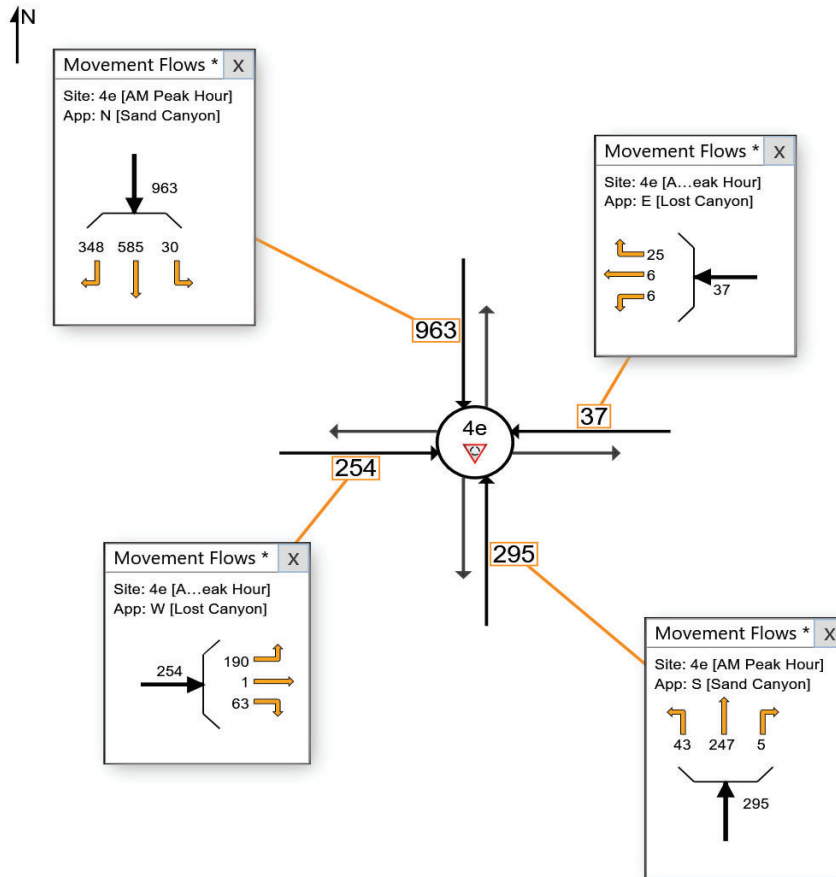 N
Movement Flows * X
Site: 4e [AM Peak Hour]
App: N [Sand Canyon]
963
348 585 30
Movement Flows * X
Site: 4e [A...eak Hour]
App: E [Lost Canyon]
25
6
6
37
963
4e
37
254
295
Movement Flows * X
Site: 4e [A...eak Hour]
App: W [Lost Canyon]
254
190
1
63
Movement Flows * X
Site: 4e [AM Peak Hour]
App: S [Sand Canyon]
43 247 5
295